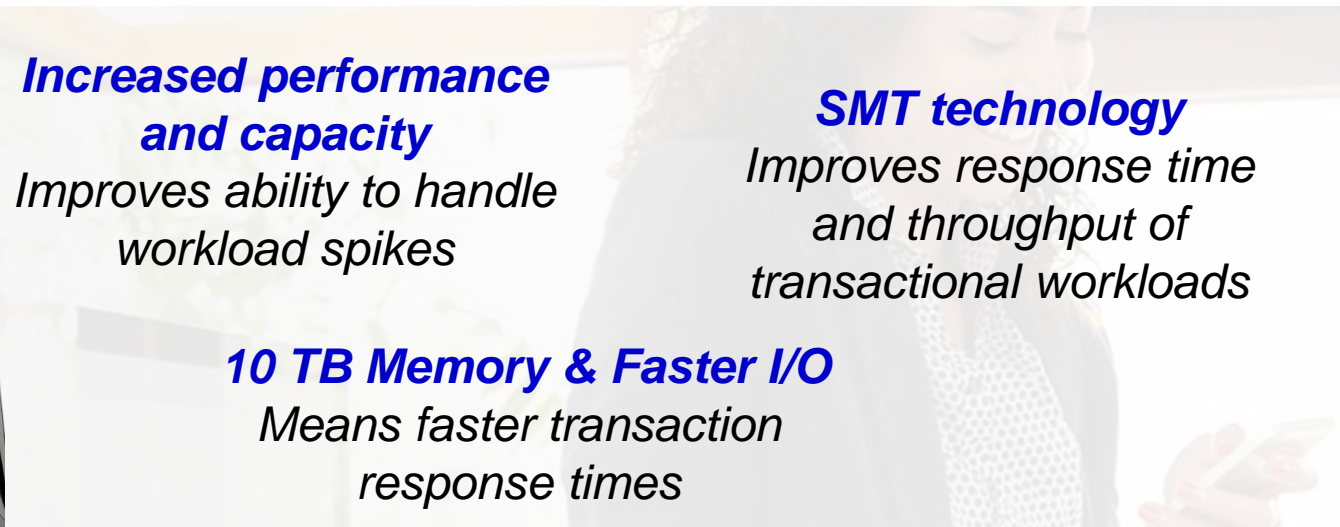 Increased performance
and capacity
Improves ability to handle
workload spikes
SMT technology
Improves response time
and throughput of
transactional workloads
10 TB Memory & Faster I/O
Means faster transaction
response times